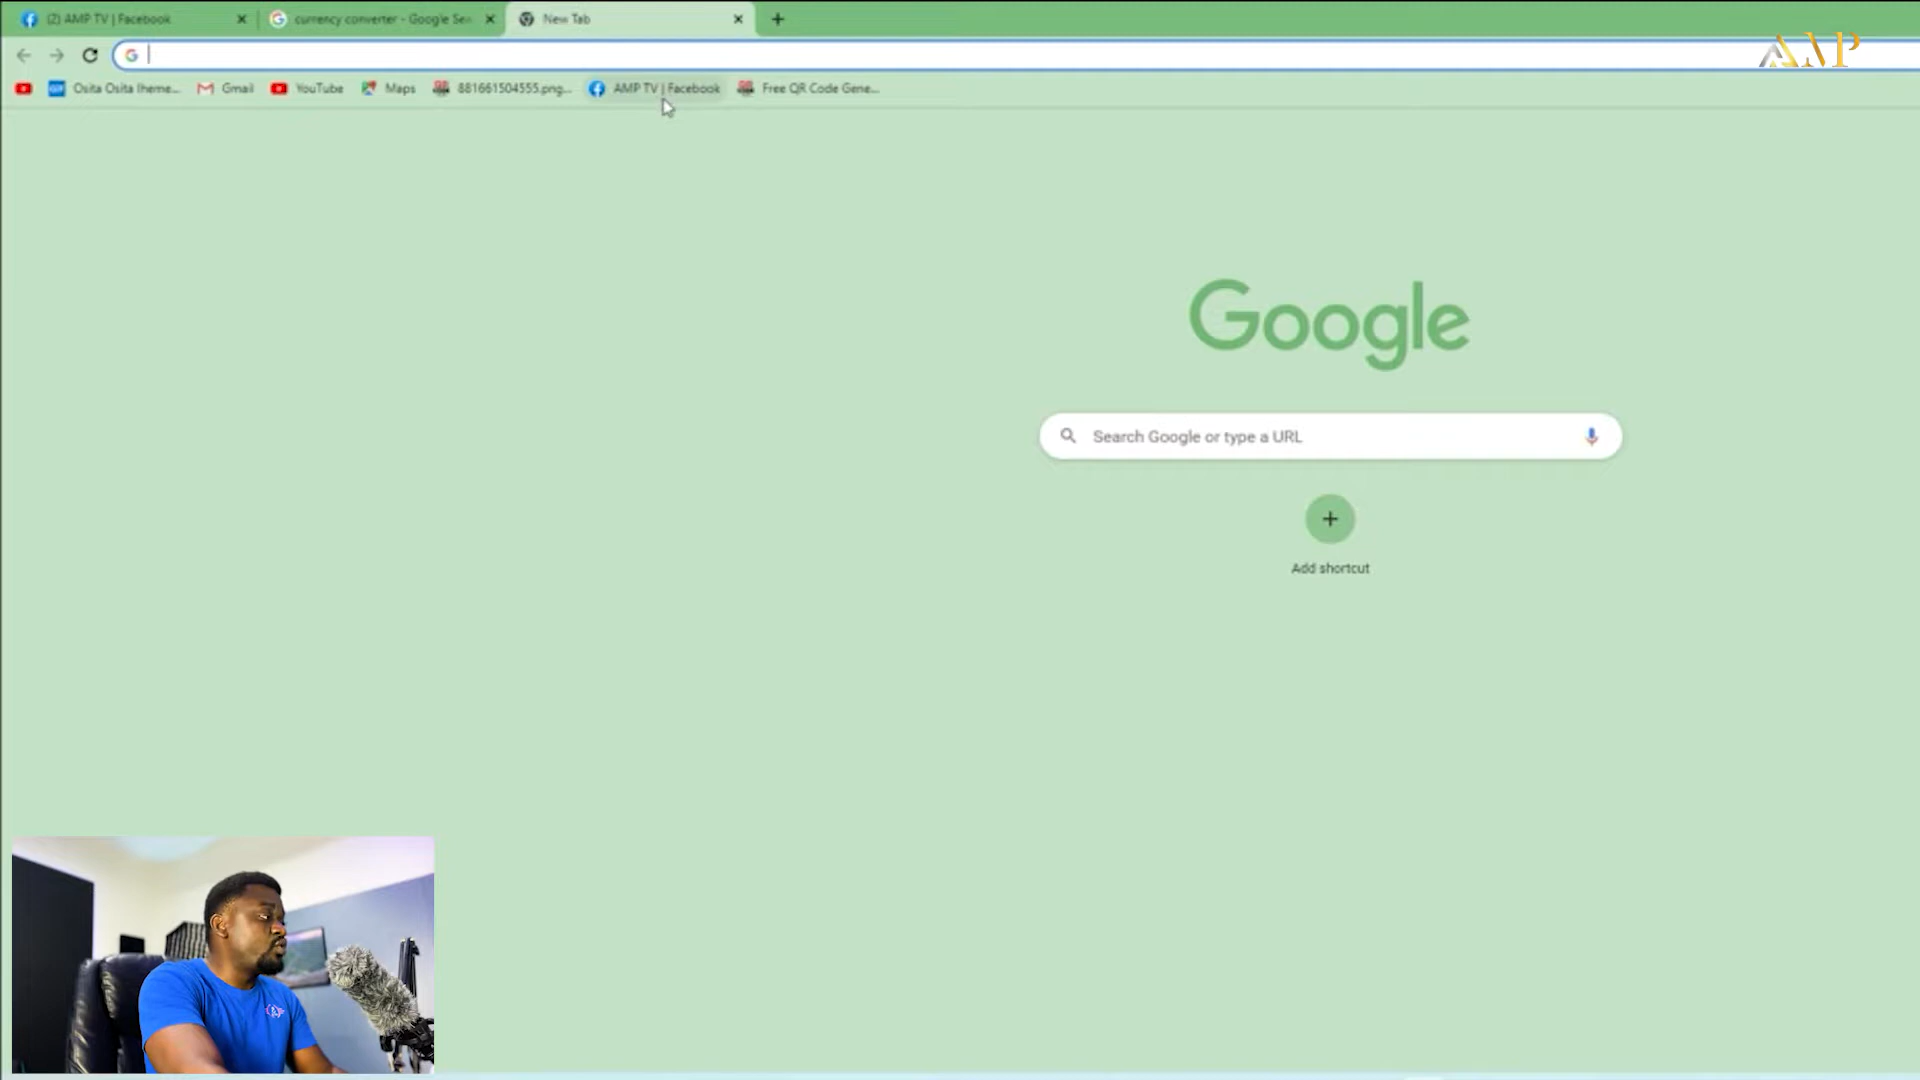 (2) AMP TV | Facebook
currency converter - Google Sea
New Tab
AMP
Osita Osita Iheme...
Gmail
YouTube
Maps
881661504555.png...
AMP TV | Facebook
Free QR Code Gene...
Google
Search Google or type a URL
Add shortcut